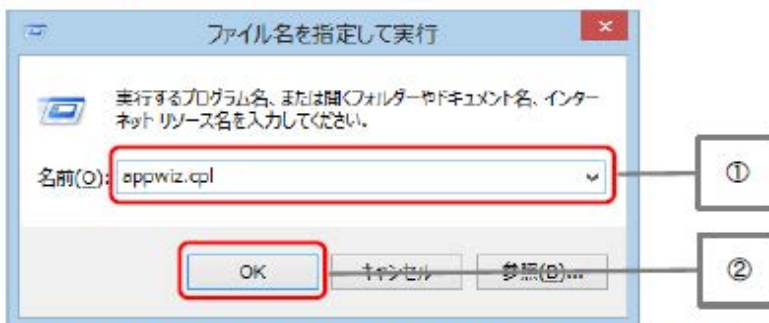 ファイル名を指定して実行
実行するプログラム名、または開くフォルダーやドキュメント名、インター
ネット リソース名を入力してください。
名前(O): appwiz.cpl
①
OK
キャンセル
参照(B)...
②